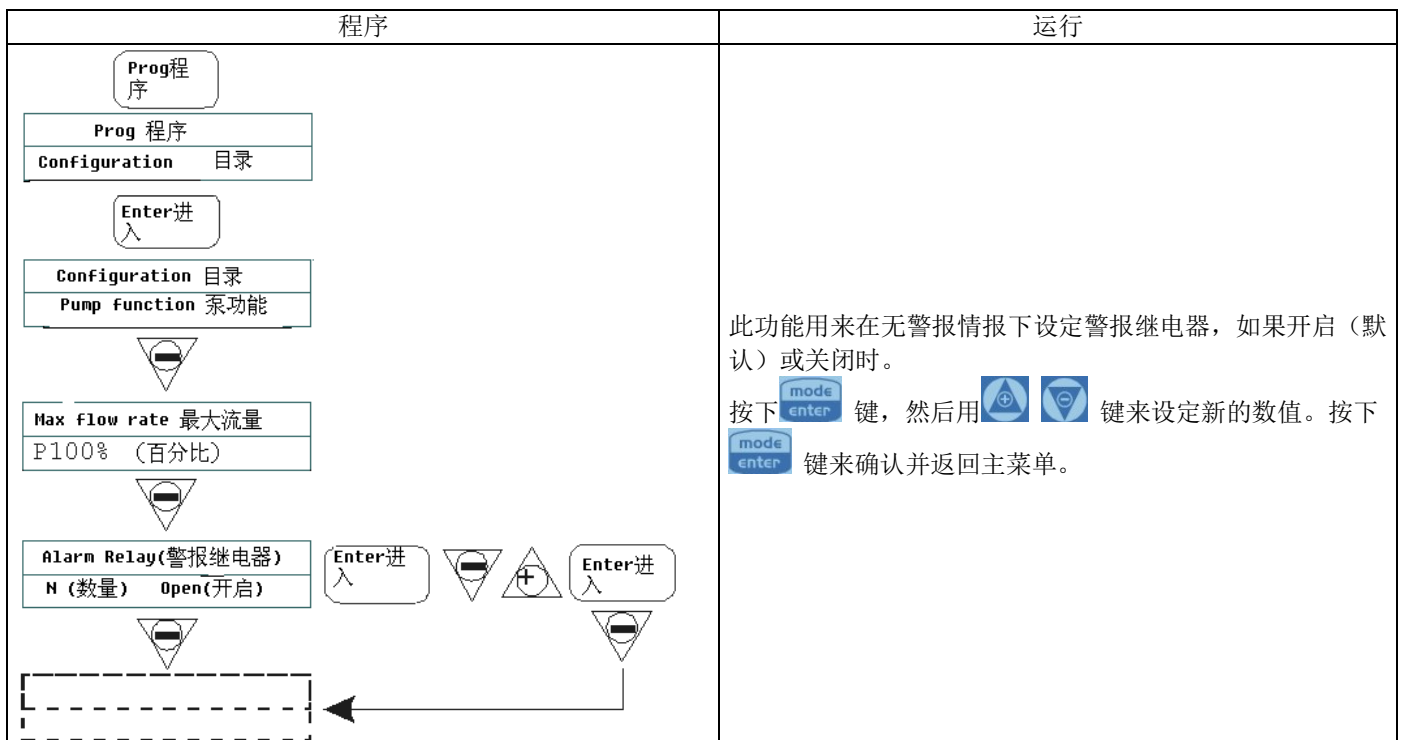 程序
运行
Prog程
序
Prog 程序
Configuration 目录
Enter进
入
Configuration 目录
Pump function 泵功能
Max flow rate 最大流量
P100% (百分比)
Alarm Relay(警报继电器)
N (数量) Open(开启)
Enter进
入
Enter进
入
此功能用来在无警报情报下设定警报继电器，如果开启（默
认）或关闭时。
按下 mode enter 键，然后用 键来设定新的数值。按下
mode enter 键来确认并返回主菜单。